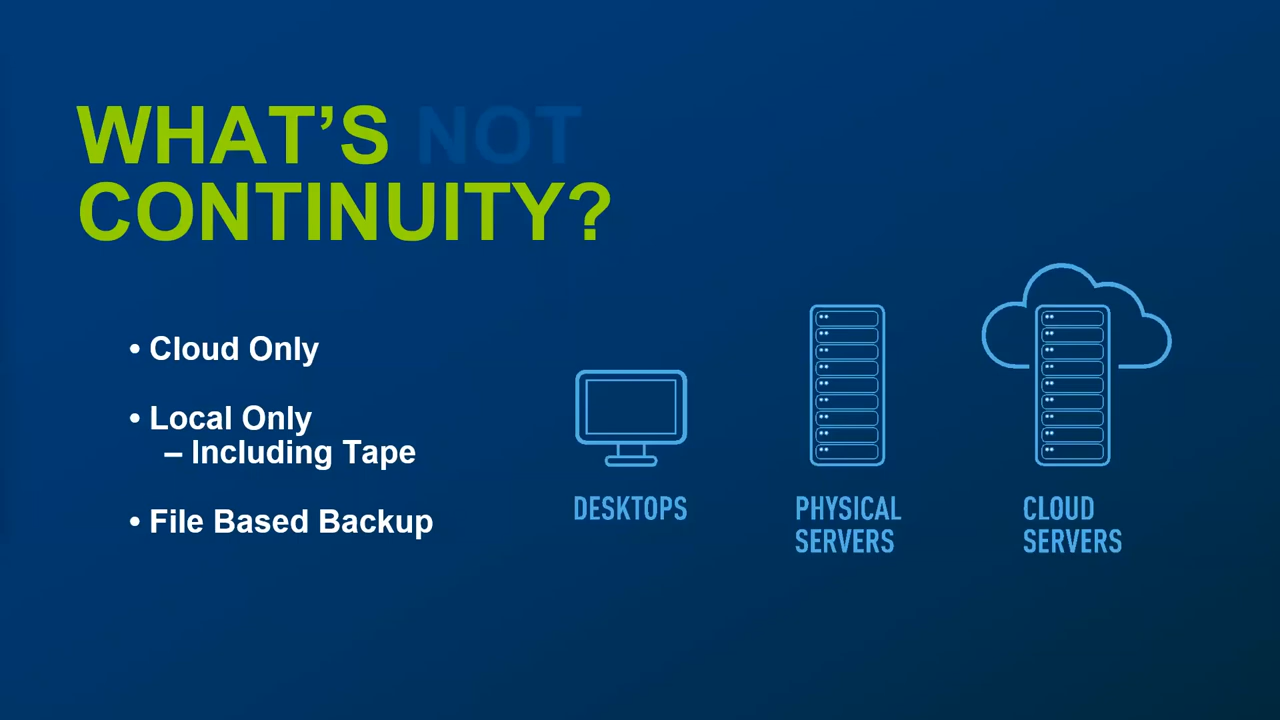 WHAT'S NOT
CONTINUITY?
• Cloud Only
• Local Only
– Including Tape
• File Based Backup
DESKTOPS
PHYSICAL
SERVERS
CLOUD
SERVERS